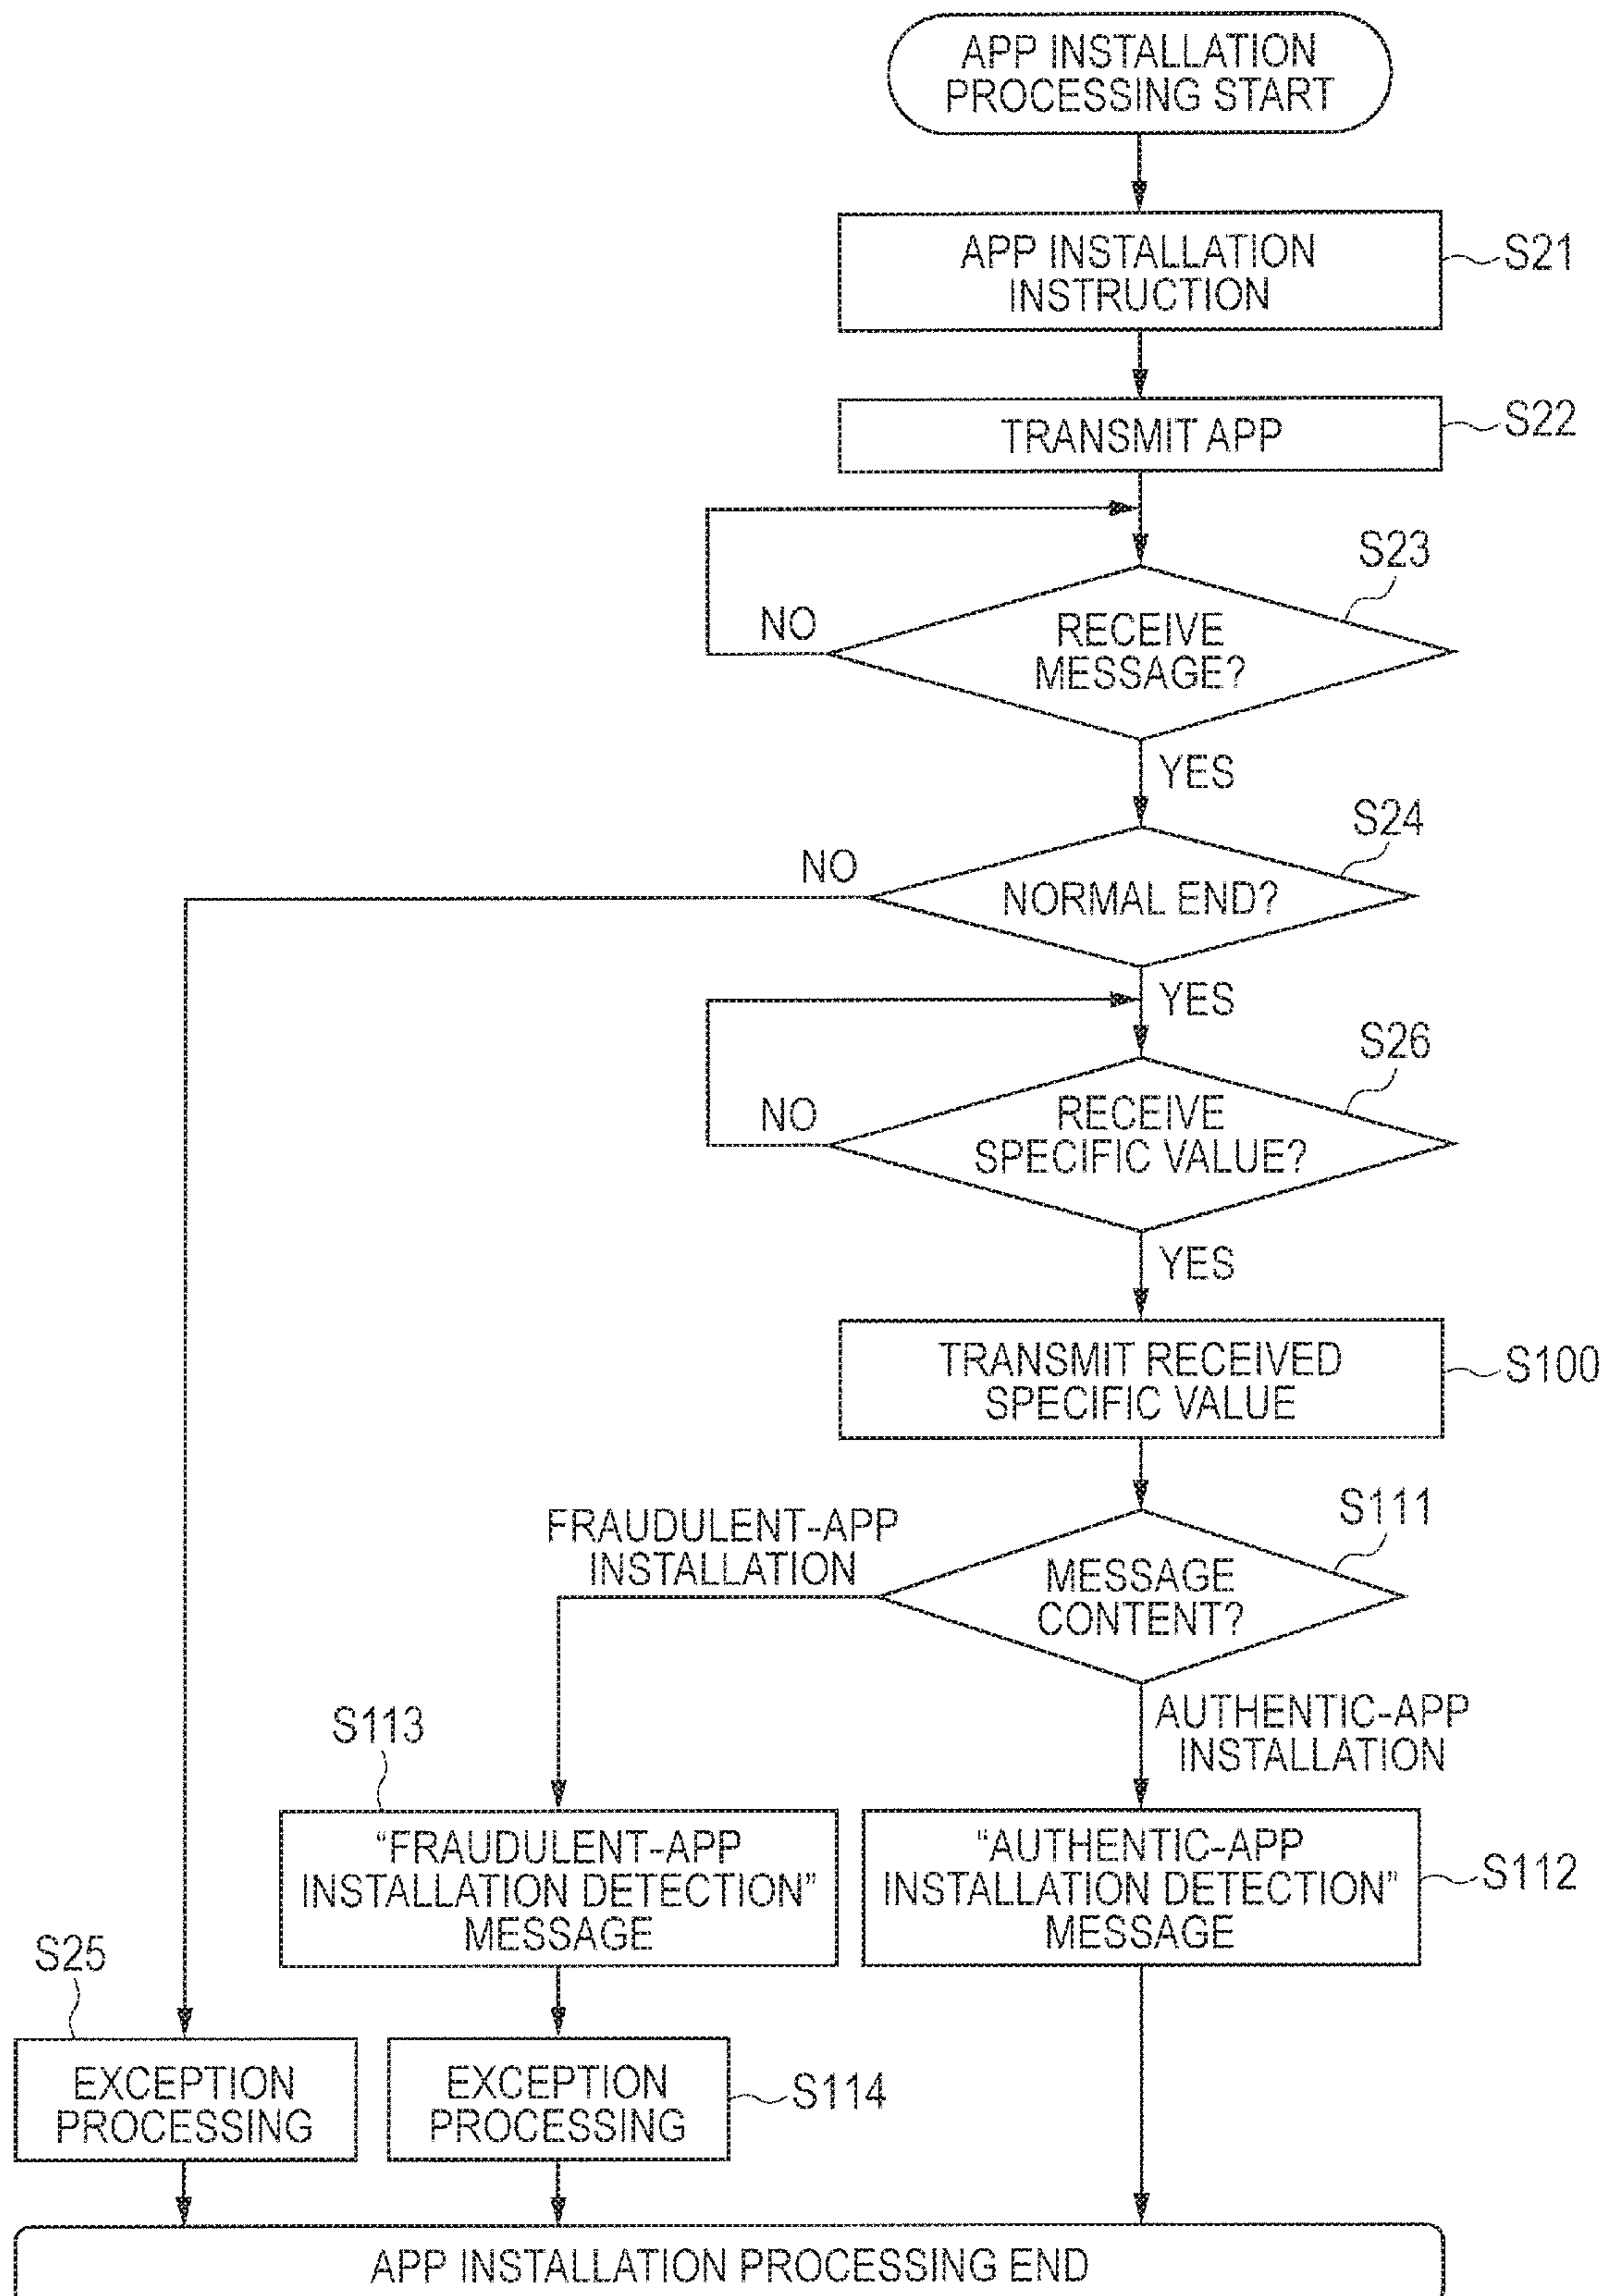 APP INSTALLATION
PROCESSING START
APP INSTALLATION
INSTRUCTION
S21
TRANSMIT APP
S22
S23
RECEIVE
MESSAGE?
NO
YES
S24
NORMAL END?
NO
YES
S26
RECEIVE
SPECIFIC VALUE?
NO
YES
TRANSMIT RECEIVED
SPECIFIC VALUE
S100
S111
MESSAGE
CONTENT?
FRAUDULENT-APP
INSTALLATION
AUTHENTIC-APP
INSTALLATION
S113
“FRAUDULENT-APP
INSTALLATION DETECTION”
MESSAGE
“AUTHENTIC-APP
INSTALLATION DETECTION”
MESSAGE
S112
S25
EXCEPTION
PROCESSING
EXCEPTION
PROCESSING
S114
APP INSTALLATION PROCESSING END